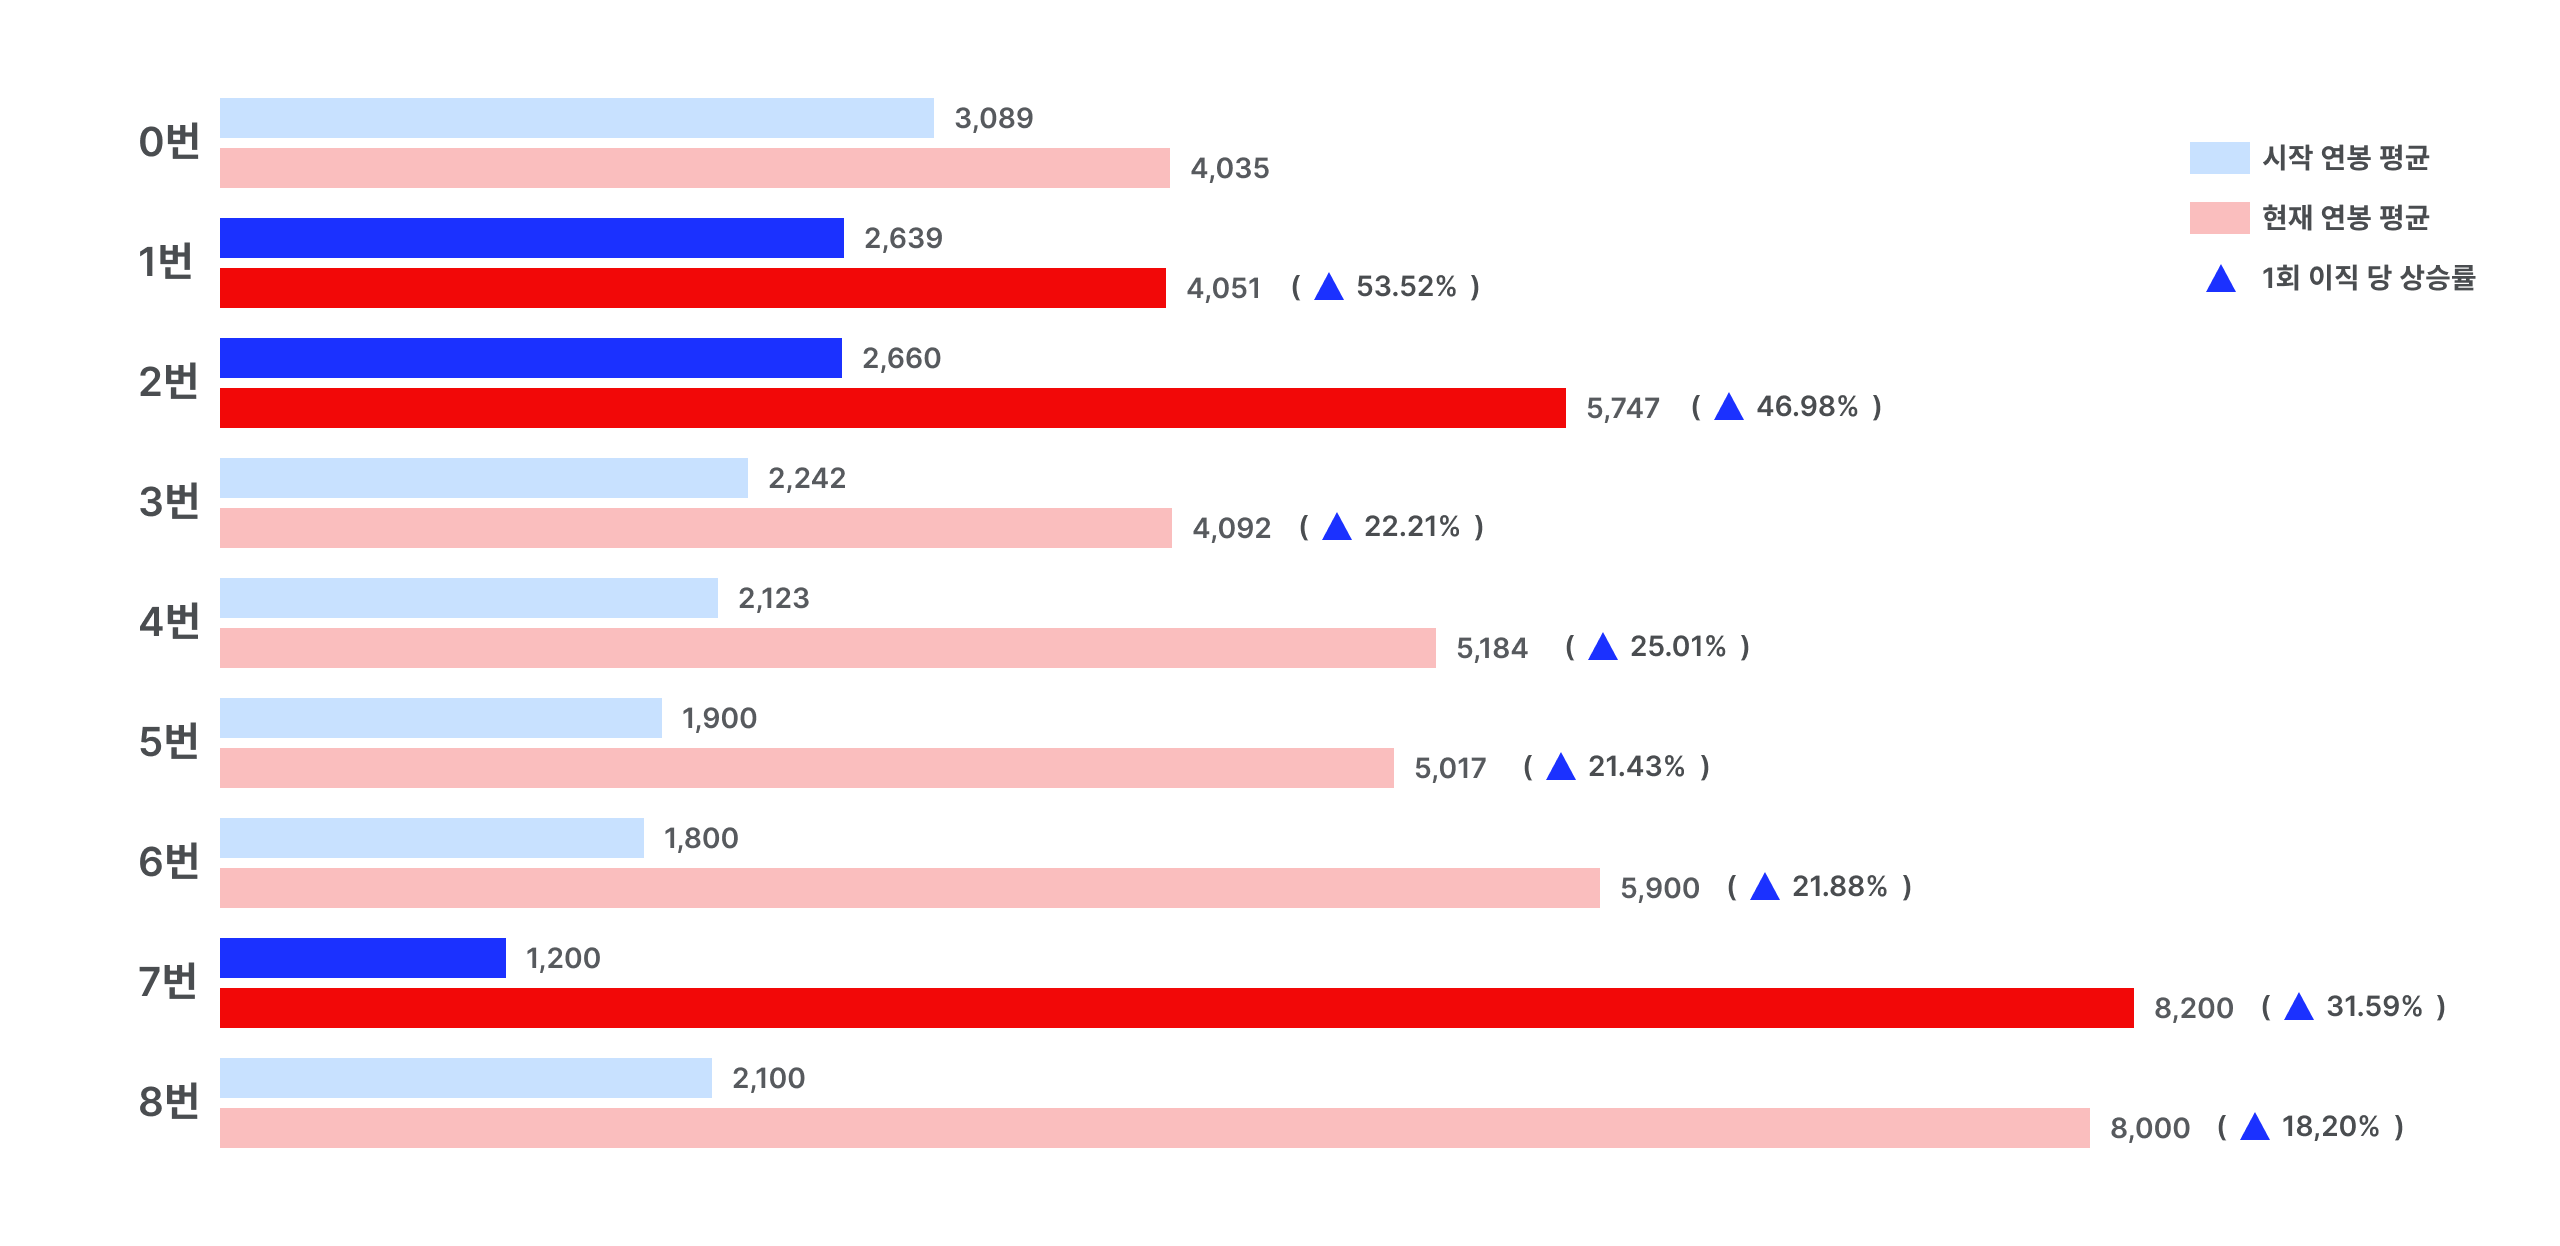 0번
3,089
4,035
1번
2,639
4,051 ( ▲ 53.52% )
2번
2,660
5,747 ( ▲ 46.98% )
3번
2,242
4,092 ( ▲ 22.21% )
4번
2,123
5,184 ( ▲ 25.01% )
5번
1,900
5,017 ( ▲ 21.43% )
6번
1,800
5,900 ( ▲ 21.88% )
7번
1,200
8,200 ( ▲ 31.59% )
8번
2,100
8,000 ( ▲ 18,20% )
시작 연봉 평균
현재 연봉 평균
▲ 1회 이직 당 상승률